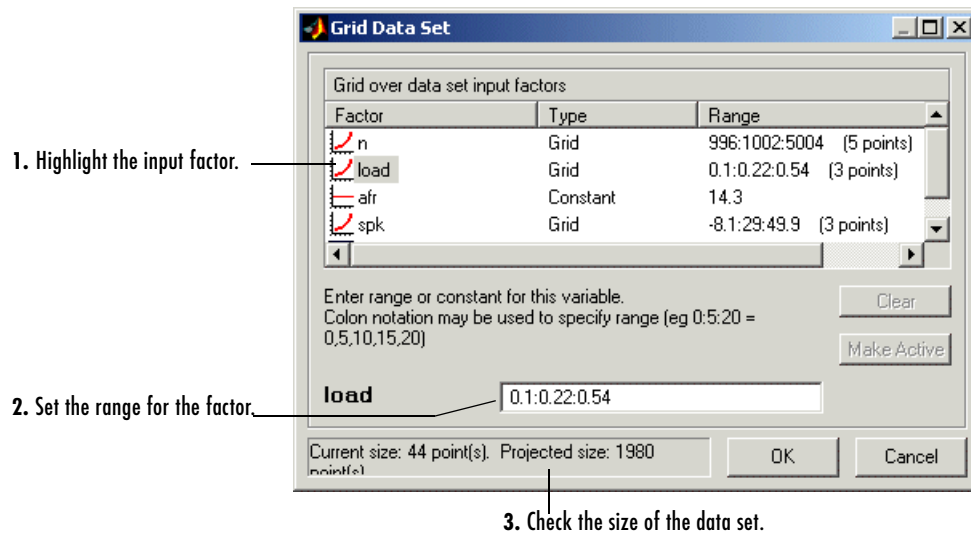 Grid Data Set
Grid over data set input factors
Factor Type Range
n Grid 996:1002:5004 (5 points)
1. Highlight the input factor.
load Grid 0.1:0.22:0.54 (3 points)
afr Constant 14.3
spk Grid -8.1:29:49.9 (3 points)
Enter range or constant for this variable.
Colon notation may be used to specify range (eg 0:5:20 =
0,5,10,15,20)
Clear
Make Active
load 0.1:0.22:0.54
2. Set the range for the factor.
Current size: 44 point(s). Projected size: 1980
point(s)
OK Cancel
3. Check the size of the data set.